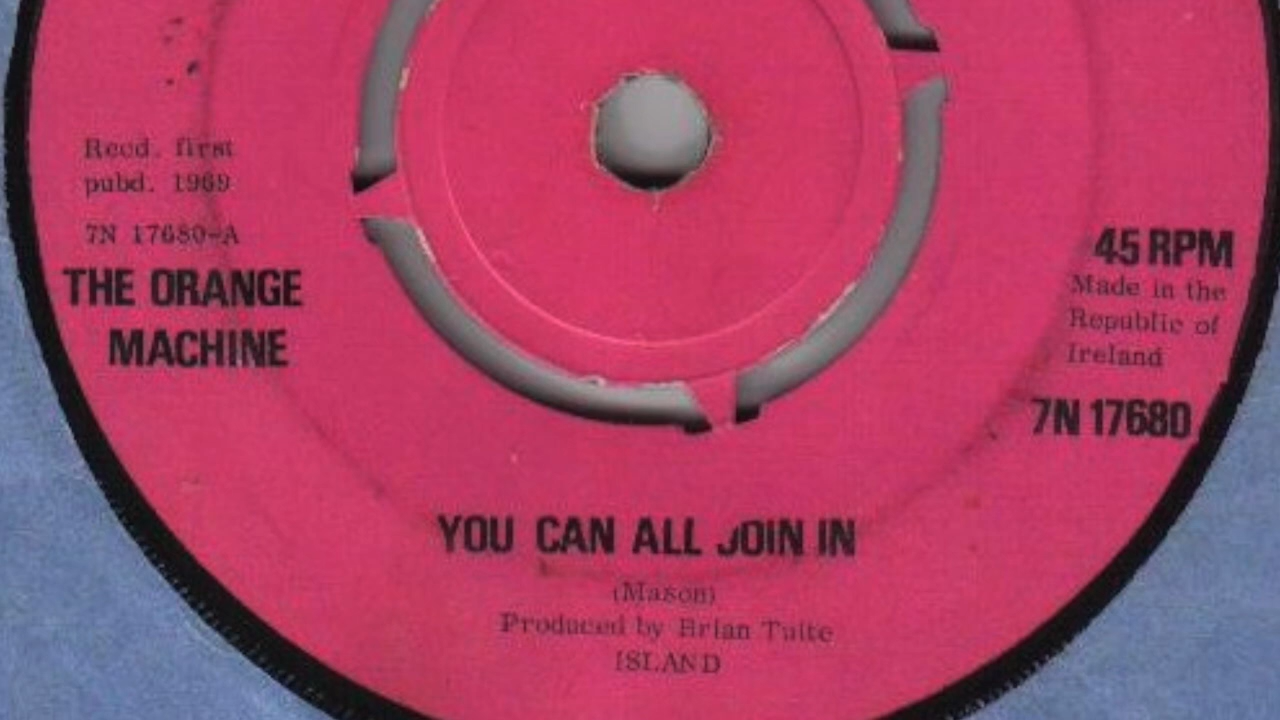 Recd. first
pubd. 1969
7N 17680-A
THE ORANGE
MACHINE
45 RPM
Made in the
Republic of
Ireland
7N 17680
YOU CAN ALL JOIN IN
(Mason)
Produced by Brian Tuite
ISLAND